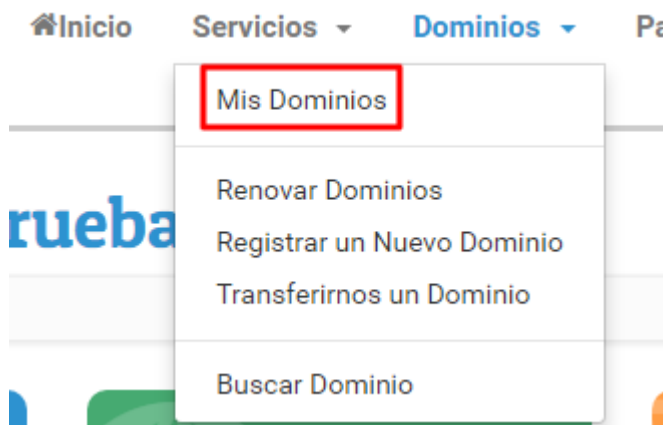 Inicio Servicios Dominios
Mis Dominios
Renovar Dominios
Registrar un Nuevo Dominio
Transferirnos un Dominio
Buscar Dominio